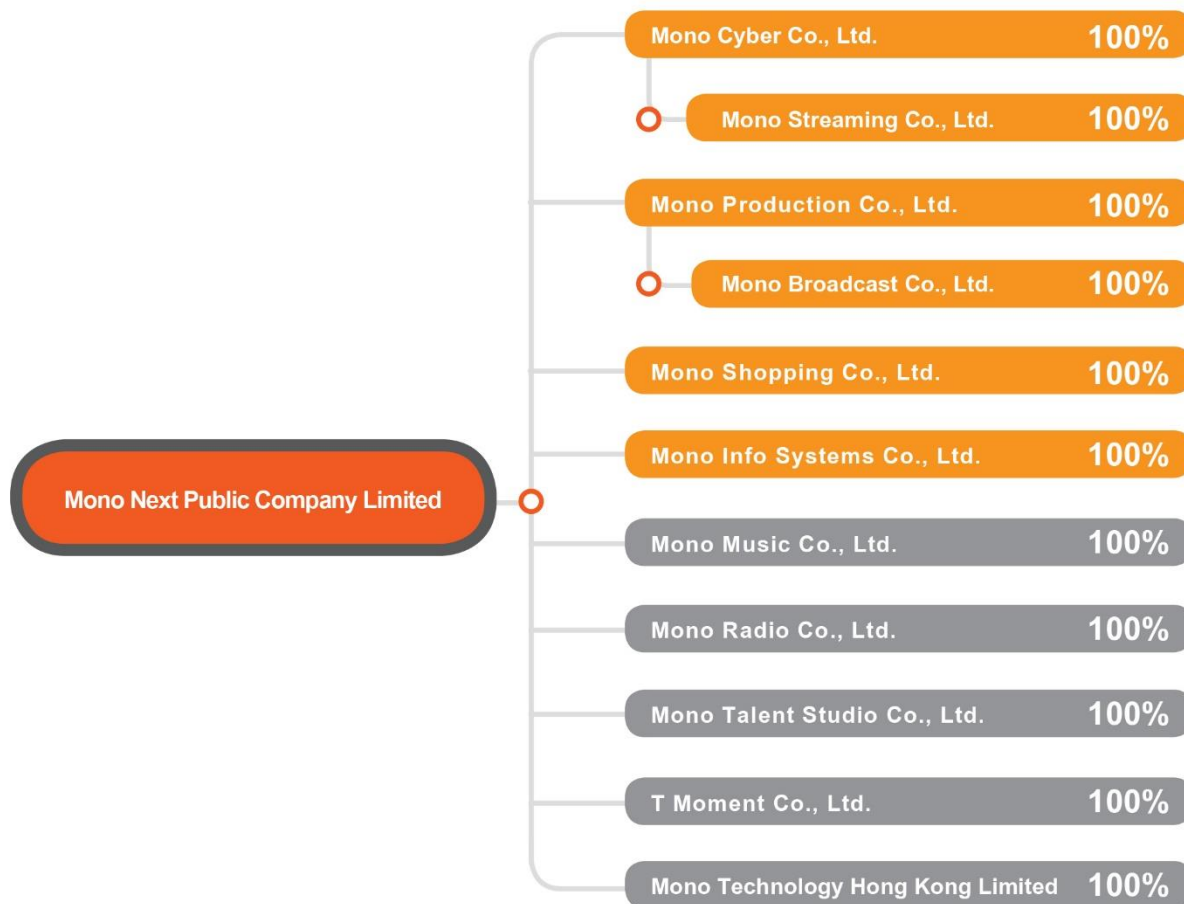 Mono Cyber Co., Ltd. 100%
Mono Streaming Co., Ltd. 100%
Mono Production Co., Ltd. 100%
Mono Broadcast Co., Ltd. 100%
Mono Shopping Co., Ltd. 100%
Mono Info Systems Co., Ltd. 100%
Mono Next Public Company Limited
Mono Music Co., Ltd. 100%
Mono Radio Co., Ltd. 100%
Mono Talent Studio Co., Ltd. 100%
T Moment Co., Ltd. 100%
Mono Technology Hong Kong Limited 100%